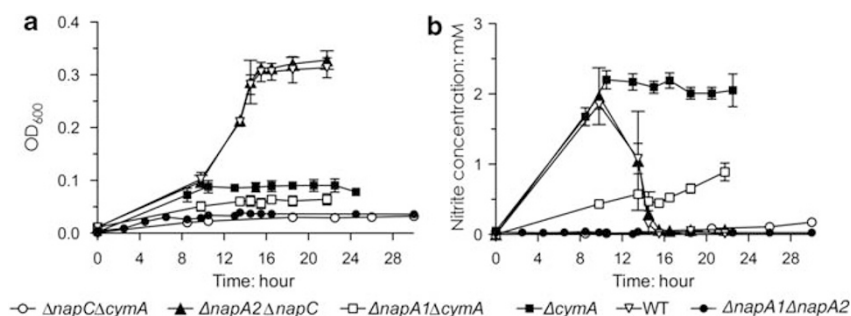 a
b
0.4
0.3
0.2
0.1
0.0
OD600
0 4 8 12 16 20 24 28
Time: hour
3
2
1
0
Nitrite concentration: mM
0 4 8 12 16 20 24 28
Time: hour
ΔnapCΔcymA ΔnapA2ΔnapC ΔnapA1ΔcymA ΔcymA WT ΔnapA1ΔnapA2